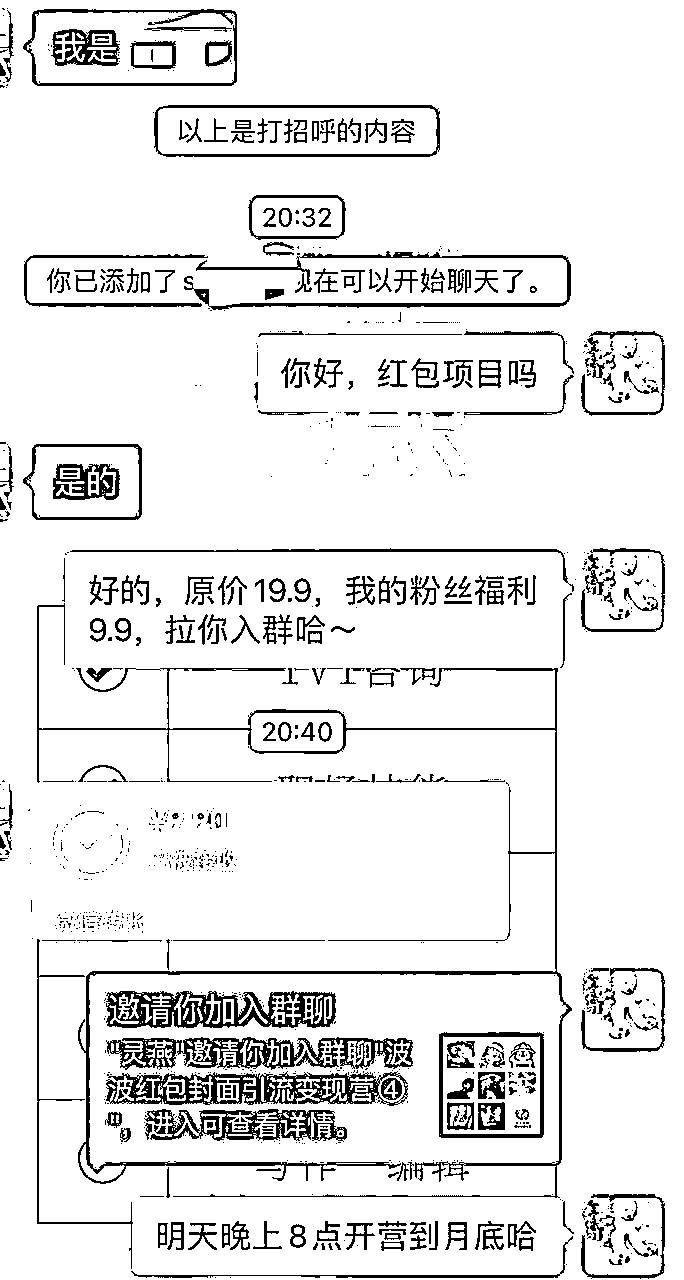 我是
以上是打招呼的内容
20:32
你已添加了s 现在可以开始聊天了。
你好，红包项目吗
是的
好的，原价19.9，我的粉丝福利
9.9，拉你入群哈～
1V1咨询
20:40
邀请你加入群聊
"灵燕"邀请你加入群聊"波
波红包封面引流变现营④
"，进入可查看详情。
明天晚上8点开营到月底哈